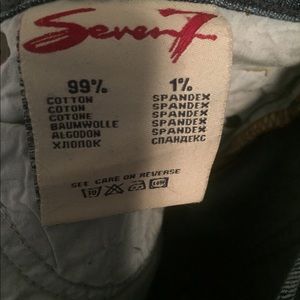 Seven7
99% 1%
COTTON SPANDEX
COTON SPANDEX
COTONE SPANDEX
BAUMWOLLE SPANDEX
ALGODON SPANDEX
ХЛОПОК СПАНДЕКС
SEE CARE ON REVERSE